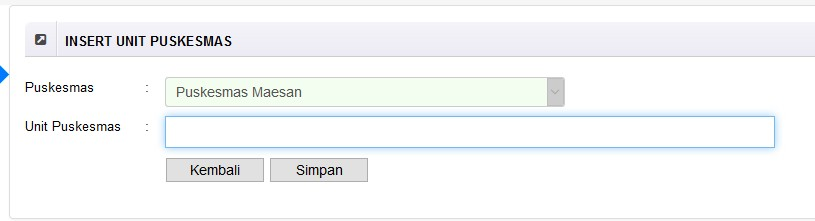 INSERT UNIT PUSKESMAS
Puskesmas : Puskesmas Maesan
Unit Puskesmas :
Kembali Simpan